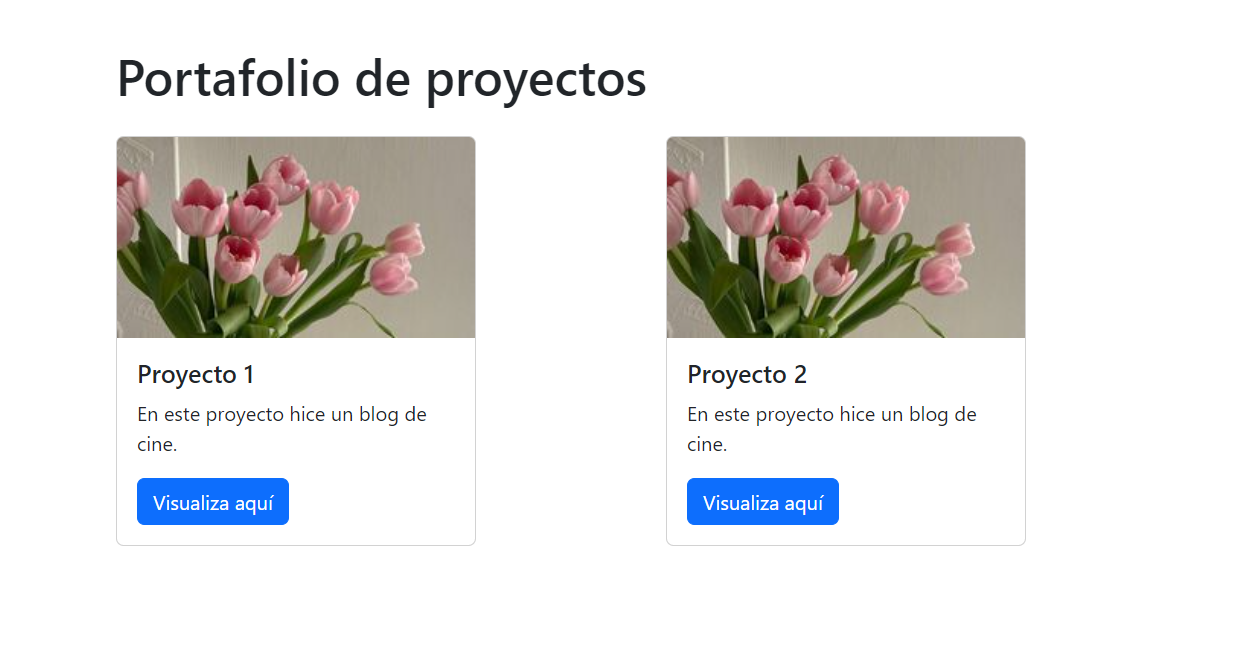 Portafolio de proyectos
Proyecto 1
En este proyecto hice un blog de
cine.
Visualiza aquí
Proyecto 2
En este proyecto hice un blog de
cine.
Visualiza aquí